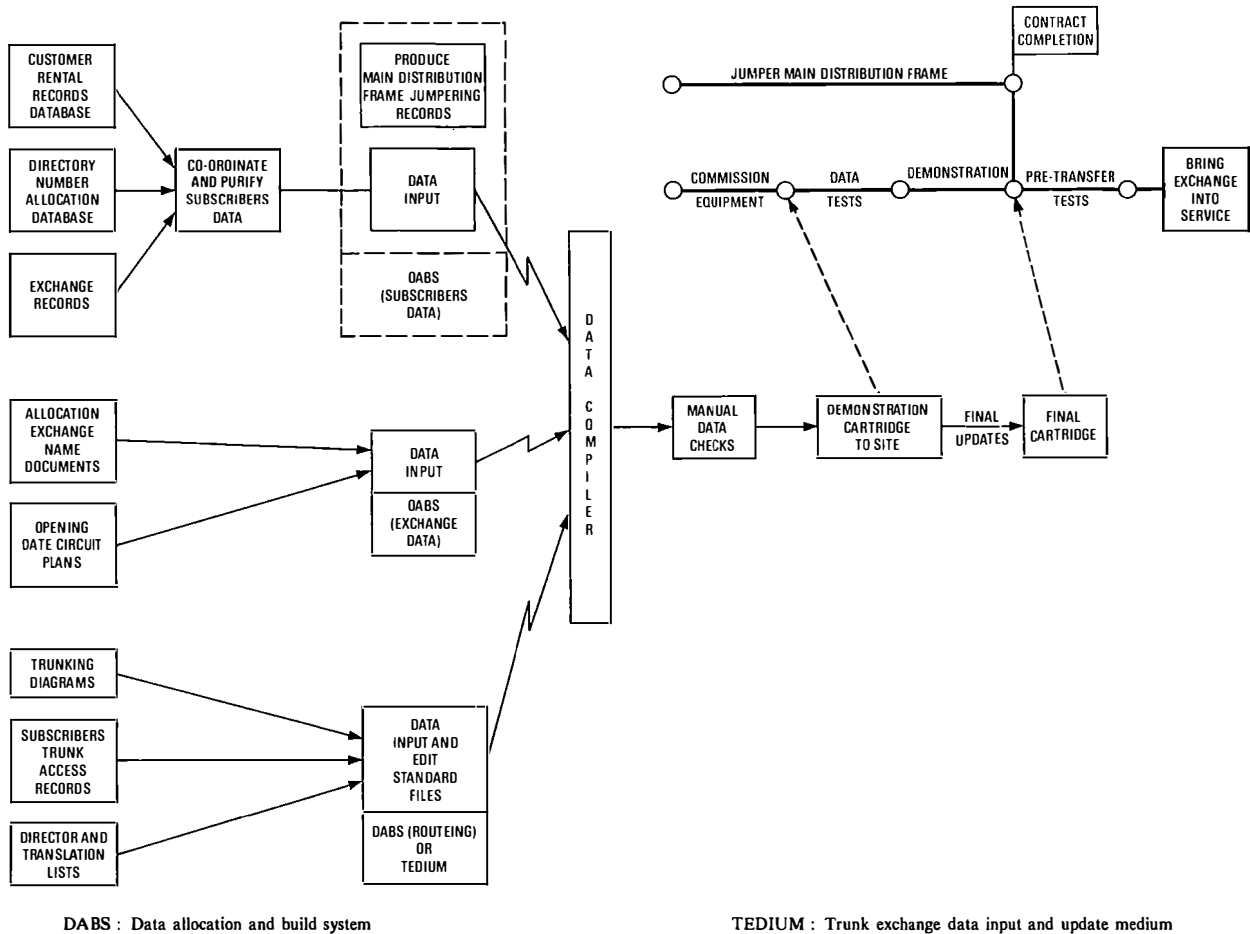 CUSTOMER
RENTAL
RECORDS
DATABASE
DIRECTORY
NUMBER
ALLOCATION
DATABASE
EXCHANGE
RECORDS
CO-ORDINATE
AND PURIFY
SUBSCRIBERS
DATA
PRODUCE
MAIN DISTRIBUTION
FRAME JUMPERING
RECORDS
DATA
INPUT
OABS
(SUBSCRIBERS
DATA)
ALLOCATION
EXCHANGE
NAME
DOCUMENTS
OPENING
DATE CIRCUIT
PLANS
DATA
INPUT
OABS
(EXCHANGE
DATA)
TRUNKING
DIAGRAMS
SUBSCRIBERS
TRUNK
ACCESS
RECORDS
DIRECTOR AND
TRANSLATION
LISTS
DATA
INPUT AND
EDIT
STANDARD
FILES
DABS (ROUTEING)
OR
TEDIUM
DATA COMPILER
CONTRACT
COMPLETION
JUMPER MAIN DISTRIBUTION FRAME
COMMISSION
EQUIPMENT
DATA
TESTS
DEMONSTRATION
PRE-TRANSFER
TESTS
BRING
EXCHANGE
INTO
SERVICE
MANUAL
DATA
CHECKS
DEMONSTRATION
CARTRIDGE
TO SITE
FINAL
UPDATES
FINAL
CARTRIDGE
DABS : Data allocation and build system
TEDIUM : Trunk exchange data input and update medium